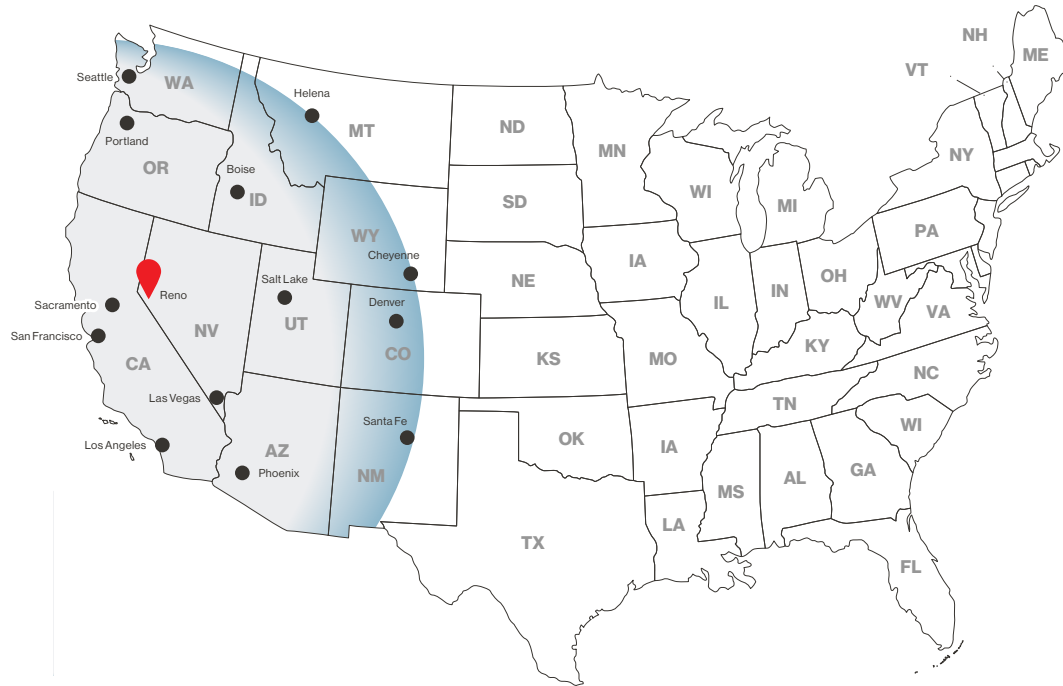 NH
ME
VT
Seattle
WA
Helena
MT
ND
MN
Portland
NY
OR
Boise
ID
WI
MI
SD
WY
PA
Cheyenne
IA
NE
OH
IN
IL
Salt Lake
Reno
Sacramento
Denver
WV
VA
San Francisco
NV
UT
CO
KS
MO
KY
CA
NC
Las Vegas
TN
WI
Santa Fe
Los Angeles
AZ
OK
IA
Phoenix
NM
GA
AL
MS
LA
TX
FL